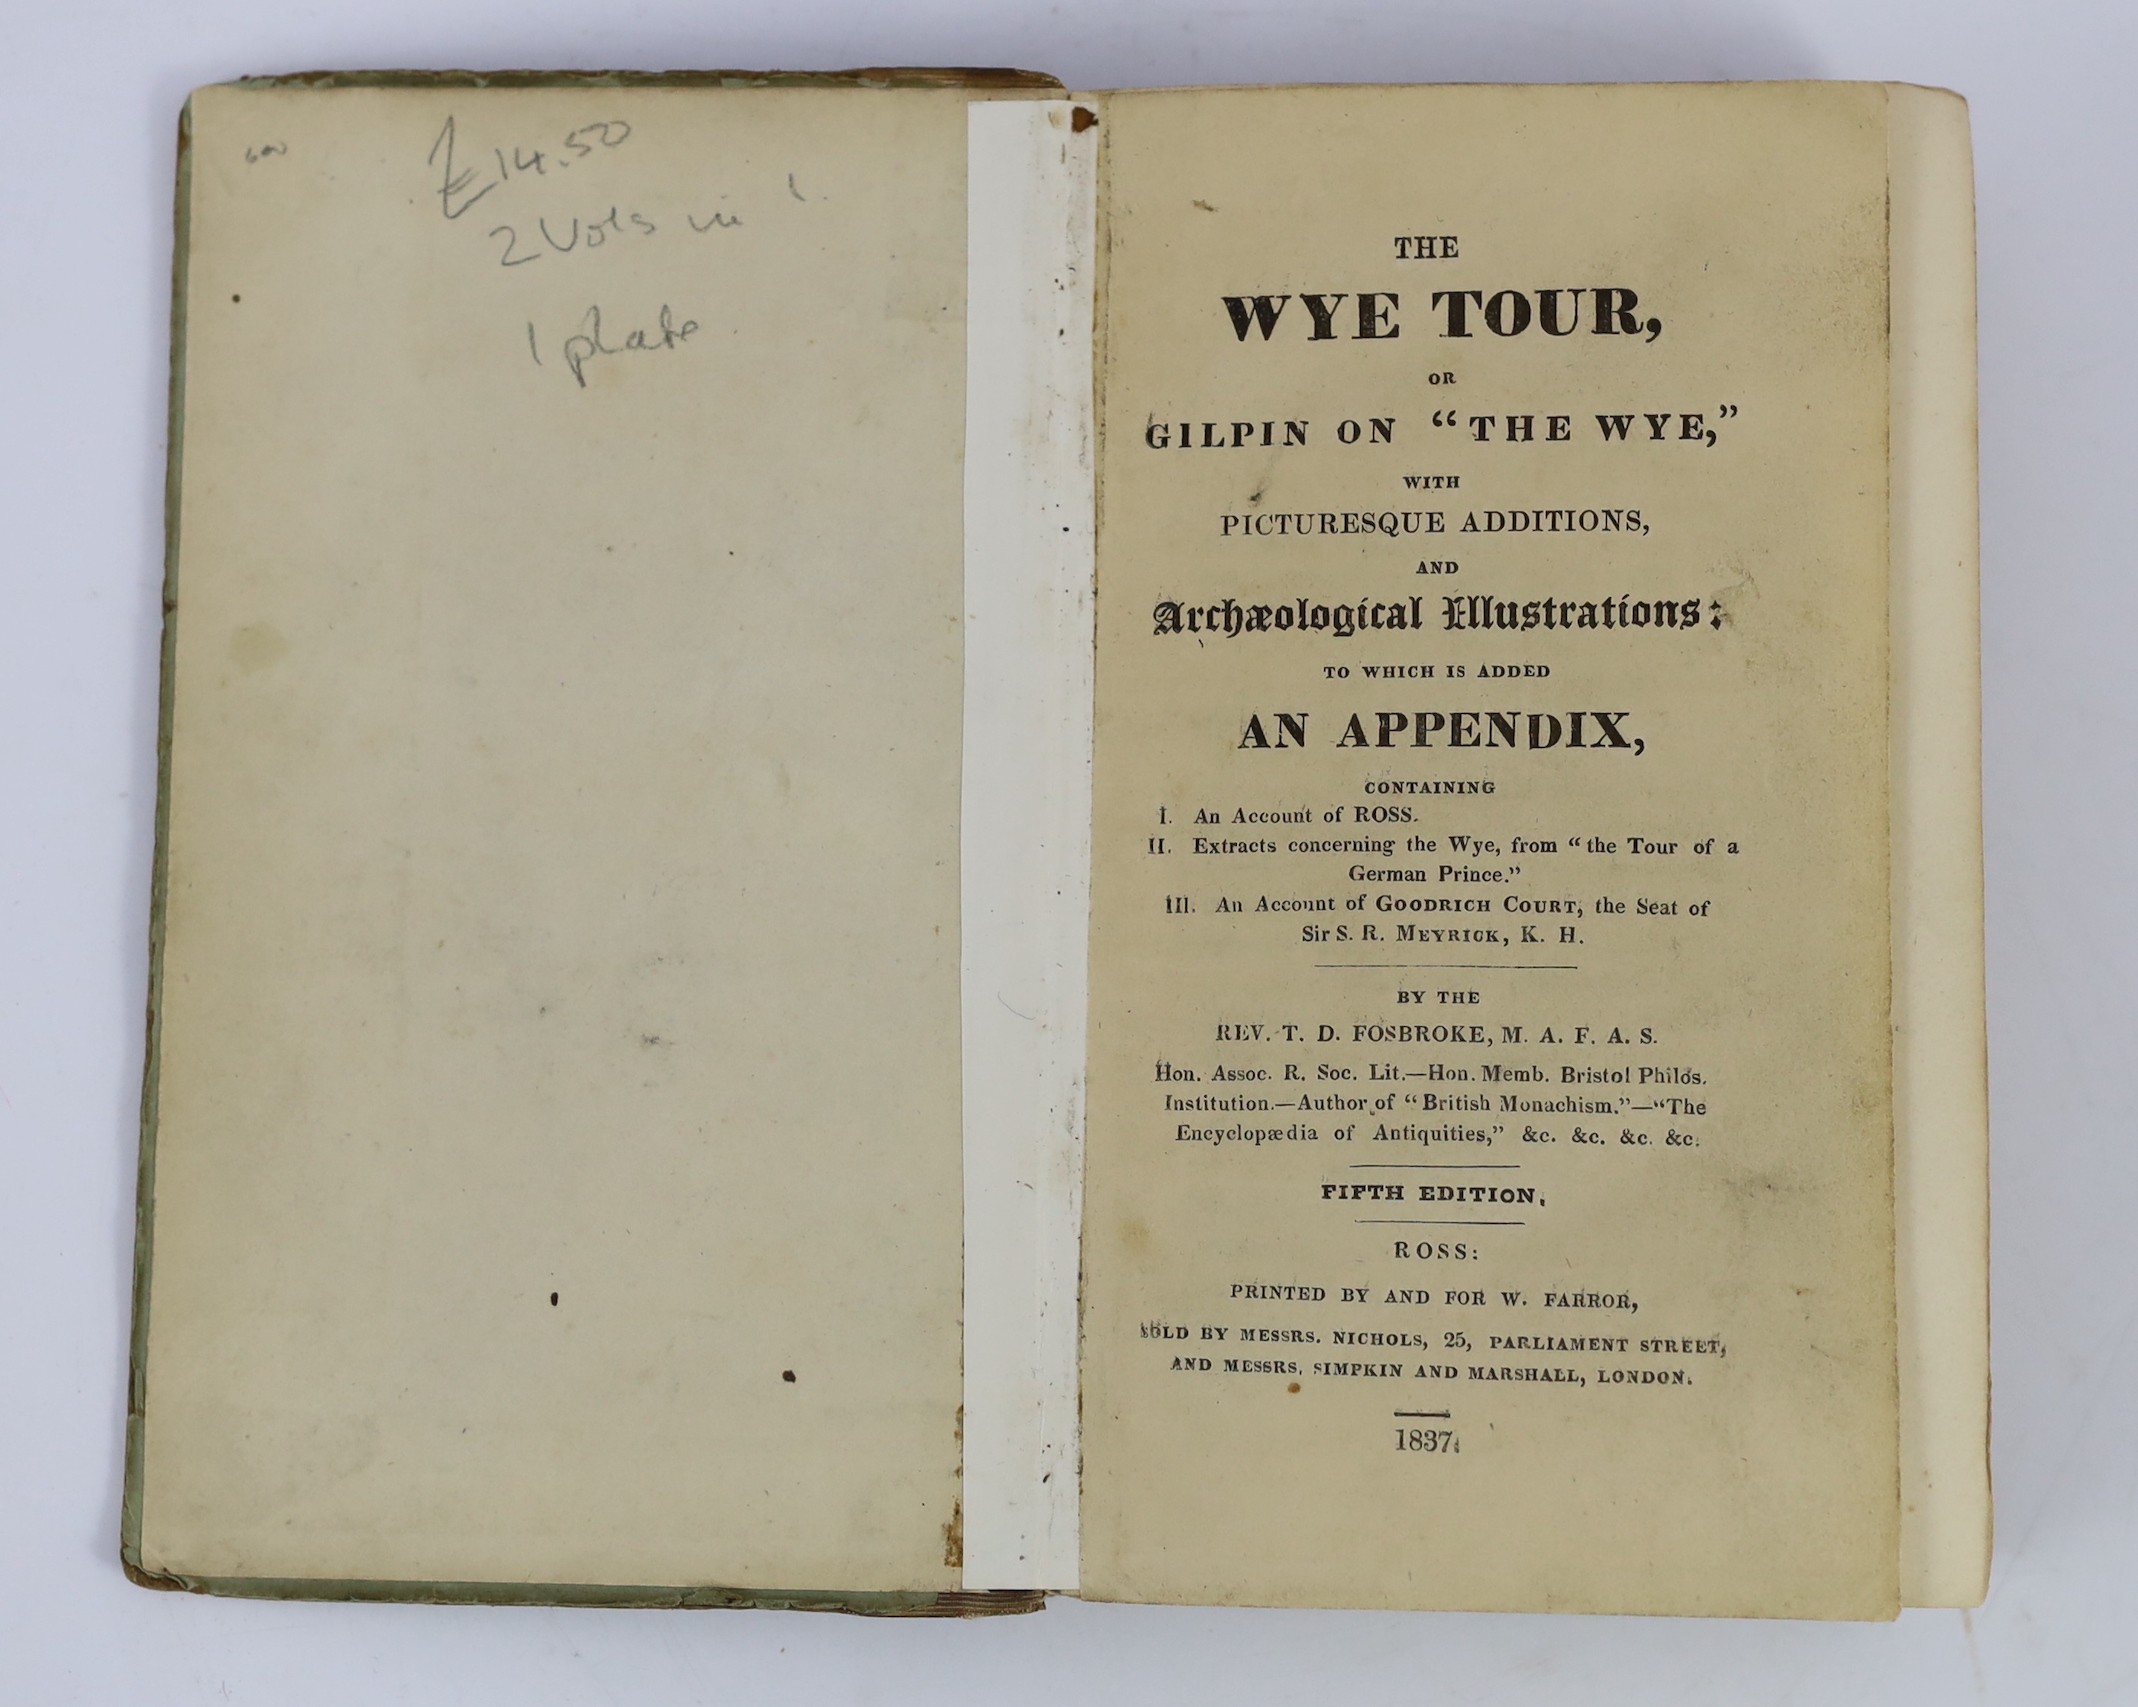 £14.50
2 Vols in 1.
1 plate
THE
WYE TOUR,
OR
GILPIN ON "THE WYE,"
WITH
PICTURESQUE ADDITIONS,
AND
Archæological Illustrations:
TO WHICH IS ADDED
AN APPENDIX,
CONTAINING
I. An Account of ROSS.
II. Extracts concerning the Wye, from "the Tour of a
German Prince."
III. An Account of GOODRICH COURT, the Seat of
Sir S. R. MEYRICK, K. H.
BY THE
REV. T. D. FOSBROKE, M. A. F. A. S.
Hon. Assoc. R. Soc. Lit.—Hon. Memb. Bristol Philos.
Institution.—Author of "British Monachism."—"The
Encyclopædia of Antiquities," &c. &c. &c. &c.
FIFTH EDITION.
ROSS:
PRINTED BY AND FOR W. FARROR,
SOLD BY MESSRS. NICHOLS, 25, PARLIAMENT STREET,
AND MESSRS. SIMPKIN AND MARSHALL, LONDON.
1837.